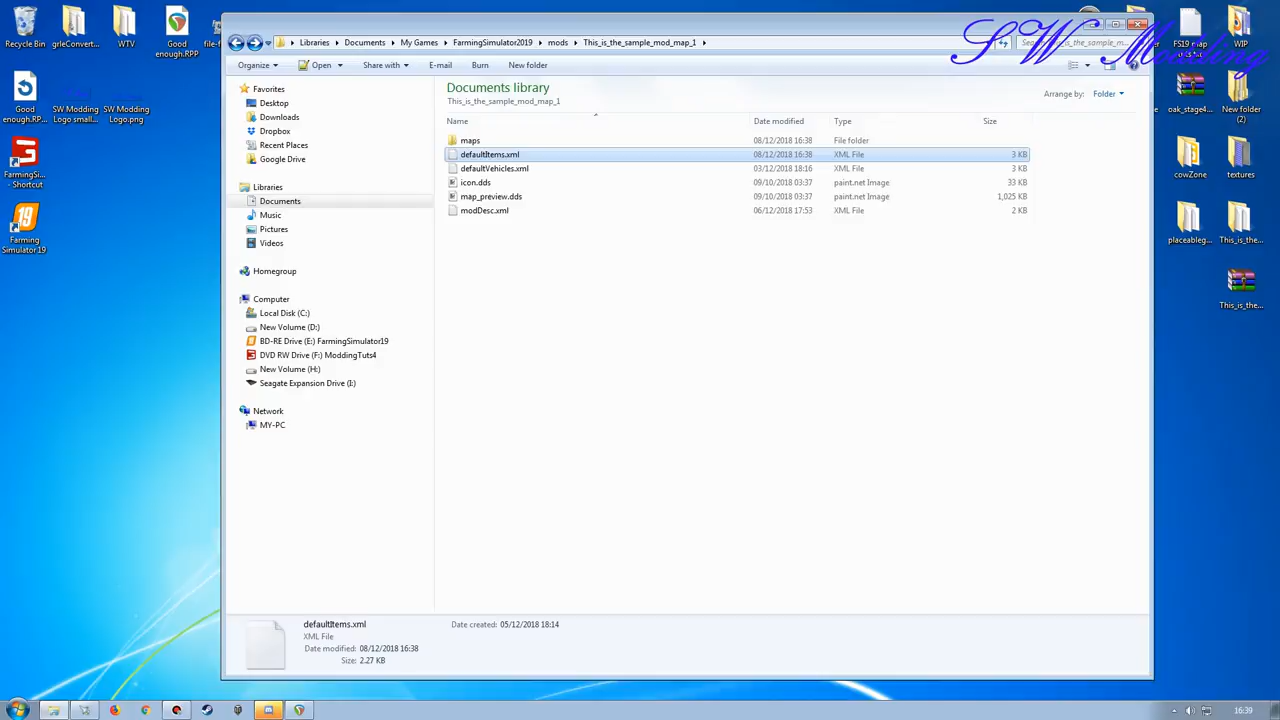 Recycle Bin
grleConvert...
WTV
Good enough.RPP
Good enough.RP...
SW Modding Logo small...
SW Modding Logo.png
FarmingSi... - Shortcut
Farming Simulator 19
SW Modding
Libraries
Documents
My Games
FarmingSimulator2019
mods
This_is_the_sample_mod_map_1
Organize
Open
Share with
E-mail
Burn
New folder
Favorites
Desktop
Downloads
Dropbox
Recent Places
Google Drive
Libraries
Documents
Music
Pictures
Videos
Homegroup
Computer
Local Disk (C:)
New Volume (D:)
BD-RE Drive (E:) FarmingSimulator19
DVD RW Drive (F:) ModdingTuts4
New Volume (H:)
Seagate Expansion Drive (I:)
Network
MY-PC
Documents library
This_is_the_sample_mod_map_1
Arrange by: Folder
Name Date modified Type Size
maps 08/12/2018 16:38 File folder
defaultItems.xml 08/12/2018 16:38 XML File 3 KB
defaultVehicles.xml 03/12/2018 18:16 XML File 3 KB
icon.dds 09/10/2018 03:37 paint.net Image 33 KB
map_preview.dds 09/10/2018 03:37 paint.net Image 1,025 KB
modDesc.xml 06/12/2018 17:53 XML File 2 KB
defaultItems.xml Date created: 05/12/2018 18:14
XML File
Date modified: 08/12/2018 16:38
Size: 2.27 KB
FS19 map
WIP
oak_stage4...
New folder (2)
cowZone
textures
placeableg...
This_is_the...
This_is_the...
16:39